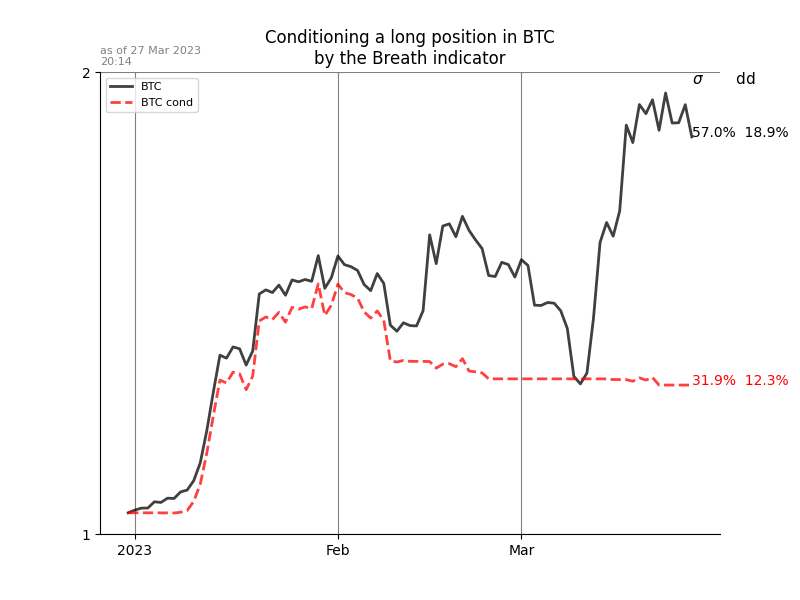 Conditioning a long position in BTC
by the Breath indicator
as of 27 Mar 2023
20:14
2
σ dd
BTC
BTC cond
57.0% 18.9%
31.9% 12.3%
1
2023 Feb Mar